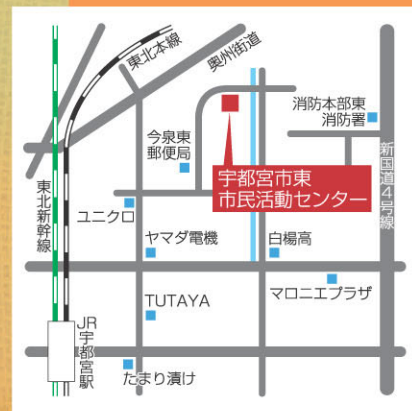 東北本線
奥州街道
消防本部東
消防署
今泉東
郵便局
宇都宮市東
市民活動センター
新国道4号線
東北新幹線
ユニクロ
ヤマダ電機
白楊高
マロニエプラザ
TUTAYA
JR
宇都宮駅
たまり漬け